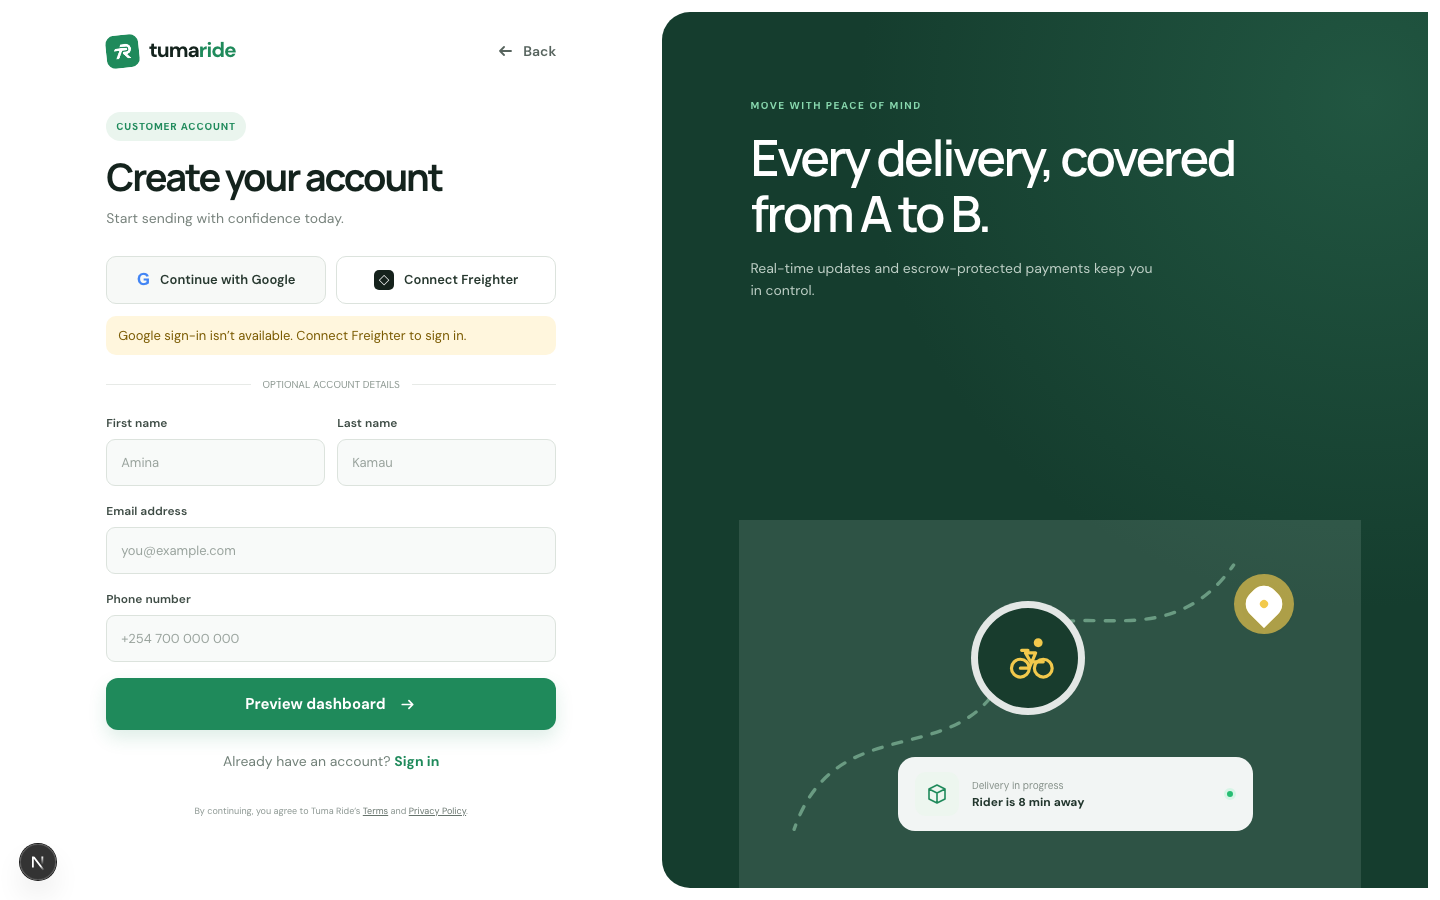 tumaride
Back
CUSTOMER ACCOUNT
Create your account
Start sending with confidence today.
G Continue with Google
Connect Freighter
Google sign-in isn’t available. Connect Freighter to sign in.
OPTIONAL ACCOUNT DETAILS
First name
Last name
Amina
Kamau
Email address
you@example.com
Phone number
+254 700 000 000
Preview dashboard
Already have an account? Sign in
By continuing, you agree to Tuma Ride's Terms and Privacy Policy.
N
MOVE WITH PEACE OF MIND
Every delivery, covered
from A to B.
Real-time updates and escrow-protected payments keep you
in control.
Delivery in progress
Rider is 8 min away